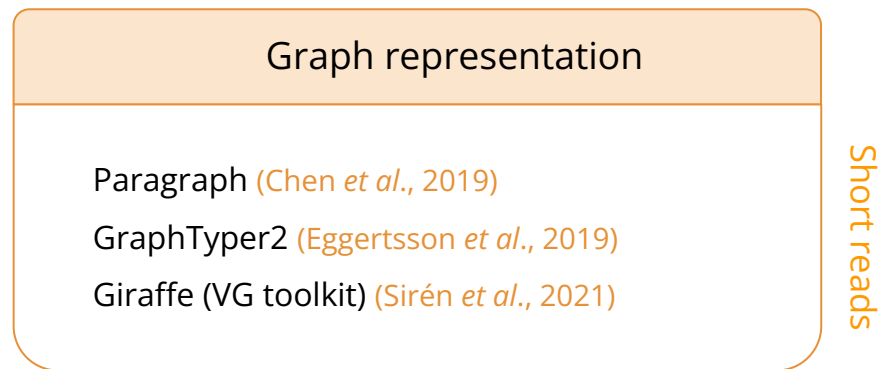 Graph representation
Paragraph (Chen et al., 2019)
GraphTyper2 (Eggertsson et al., 2019)
Giraffe (VG toolkit) (Sirén et al., 2021)
Short reads